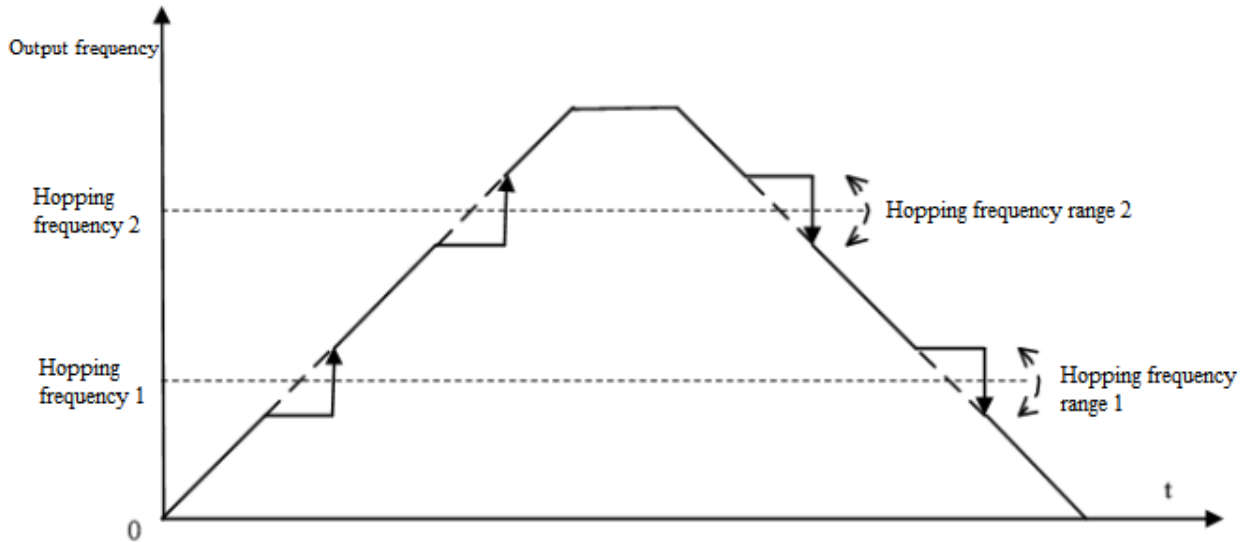 Output frequency
Hopping
frequency 2
Hopping frequency range 2
Hopping
frequency 1
Hopping frequency
range 1
t
0